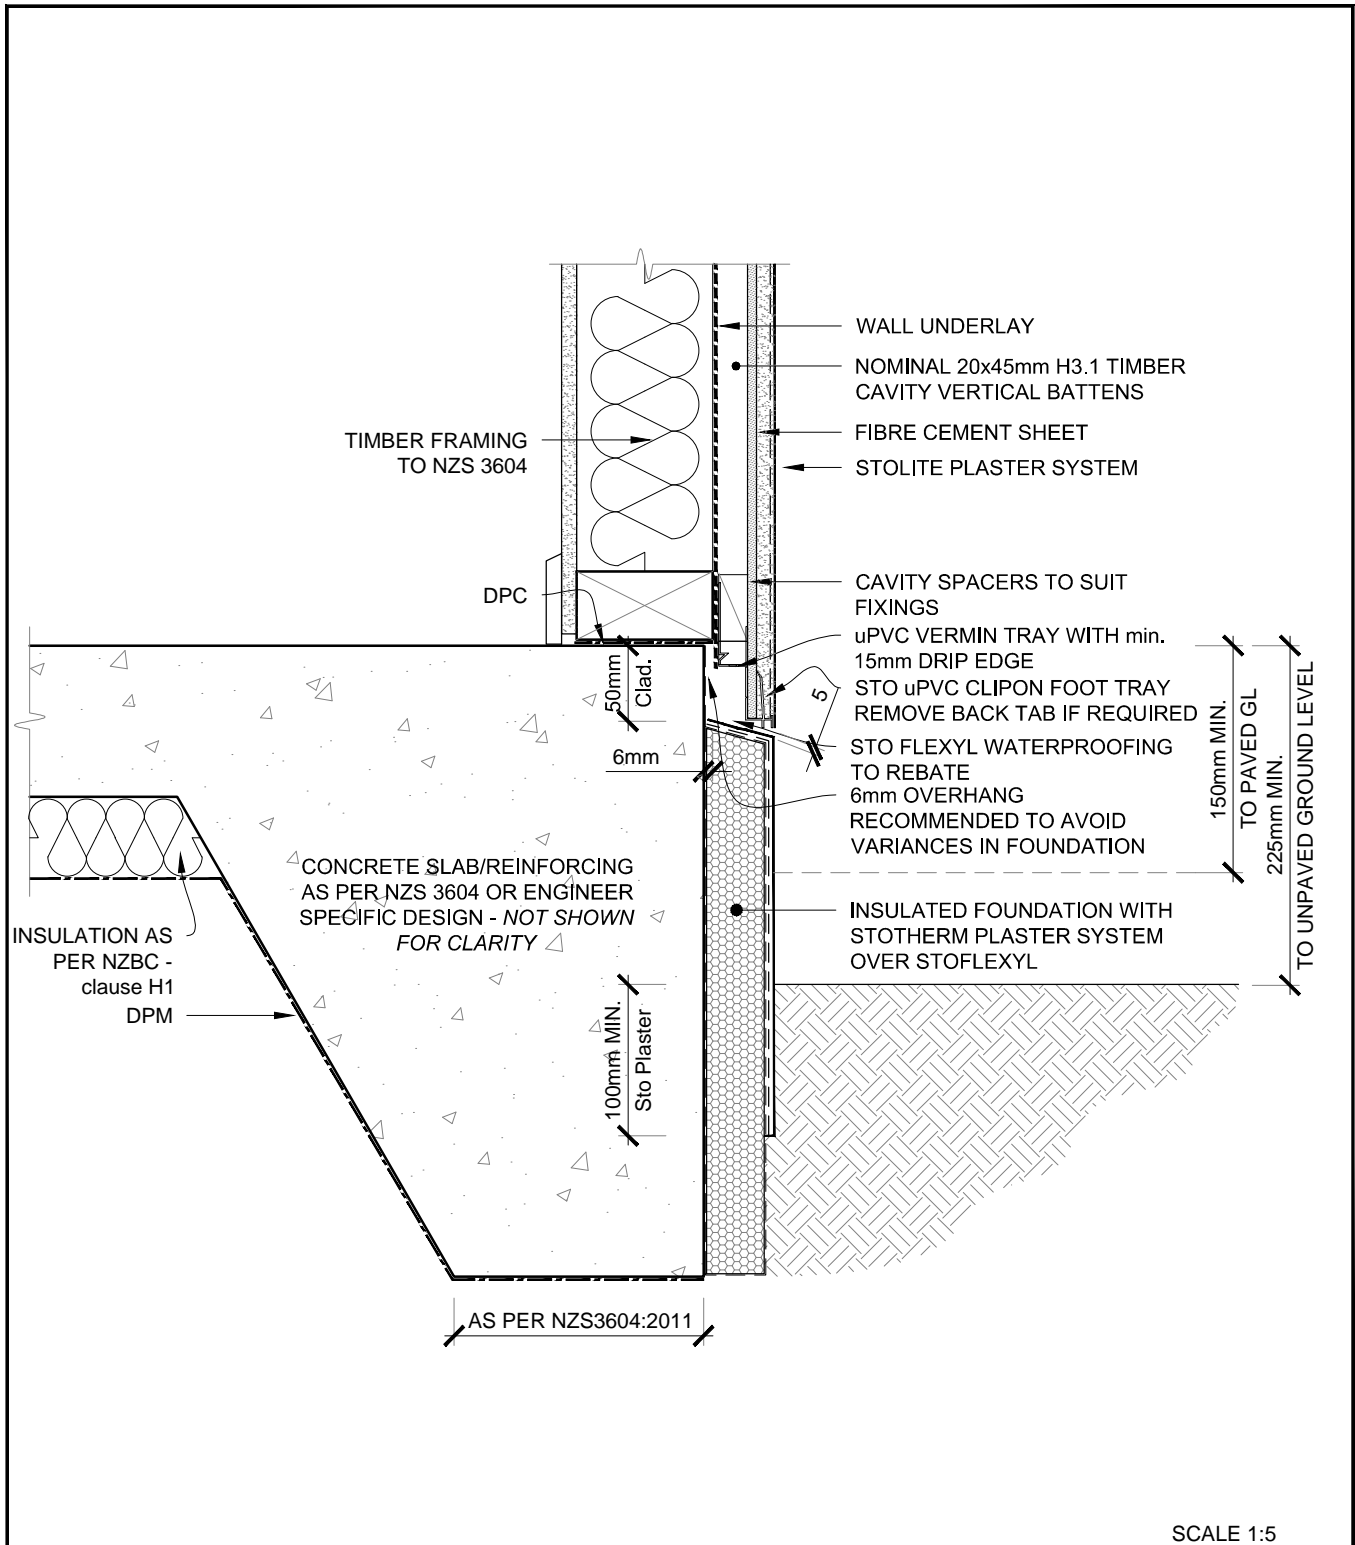 WALL UNDERLAY
NOMINAL 20x45mm H3.1 TIMBER
CAVITY VERTICAL BATTENS
FIBRE CEMENT SHEET
STOLITE PLASTER SYSTEM
TIMBER FRAMING
TO NZS 3604
DPC
CAVITY SPACERS TO SUIT
FIXINGS
uPVC VERMIN TRAY WITH min.
15mm DRIP EDGE
STO uPVC CLIPON FOOT TRAY
REMOVE BACK TAB IF REQUIRED
STO FLEXYL WATERPROOFING
TO REBATE
6mm OVERHANG
RECOMMENDED TO AVOID
VARIANCES IN FOUNDATION
INSULATED FOUNDATION WITH
STOTHERM PLASTER SYSTEM
OVER STOFLEXYL
5
50mm
Clad.
6mm
150mm MIN.
TO PAVED GL
225mm MIN.
TO UNPAVED GROUND LEVEL
CONCRETE SLAB/REINFORCING
AS PER NZS 3604 OR ENGINEER
SPECIFIC DESIGN - NOT SHOWN
FOR CLARITY
INSULATION AS
PER NZBC -
clause H1
DPM
100mm MIN.
Sto Plaster
AS PER NZS3604:2011
SCALE 1:5